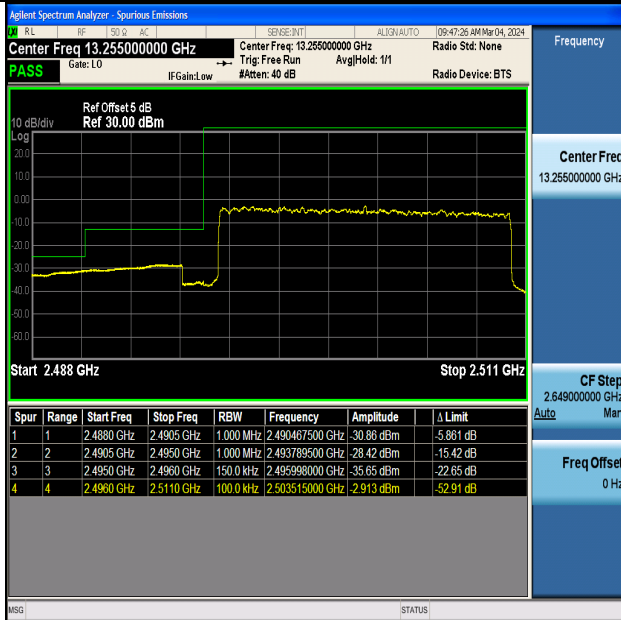 Agilent Spectrum Analyzer - Spurious Emissions
RL RF 50 Ω AC SENSE:INT ALIGNAUTO 09:47:26 AM Mar 04, 2024
Center Freq 13.255000000 GHz
Center Freq: 13.255000000 GHz
Radio Std: None
PASS
Gate: LO
IFGain:Low
Trig: Free Run Avg|Hold: 1/1
#Atten: 40 dB
Radio Device: BTS
Ref Offset 5 dB
10 dB/div Ref 30.00 dBm
Log
20.0
10.0
0.00
-10.0
-20.0
-30.0
-40.0
-50.0
-60.0
Start 2.488 GHz Stop 2.511 GHz
Spur Range Start Freq Stop Freq RBW Frequency Amplitude Δ Limit
1 1 2.4880 GHz 2.4905 GHz 1.000 MHz 2.490467500 GHz -30.86 dBm -5.861 dB
2 2 2.4905 GHz 2.4950 GHz 1.000 MHz 2.493789500 GHz -28.42 dBm -15.42 dB
3 3 2.4950 GHz 2.4960 GHz 150.0 kHz 2.495998000 GHz -35.65 dBm -22.65 dB
4 4 2.4960 GHz 2.5110 GHz 100.0 kHz 2.503515000 GHz -2.913 dBm -52.91 dB
MSG STATUS
Frequency
Center Freq
13.255000000 GHz
CF Step
2.649000000 GHz
Auto Man
Freq Offset
0 Hz